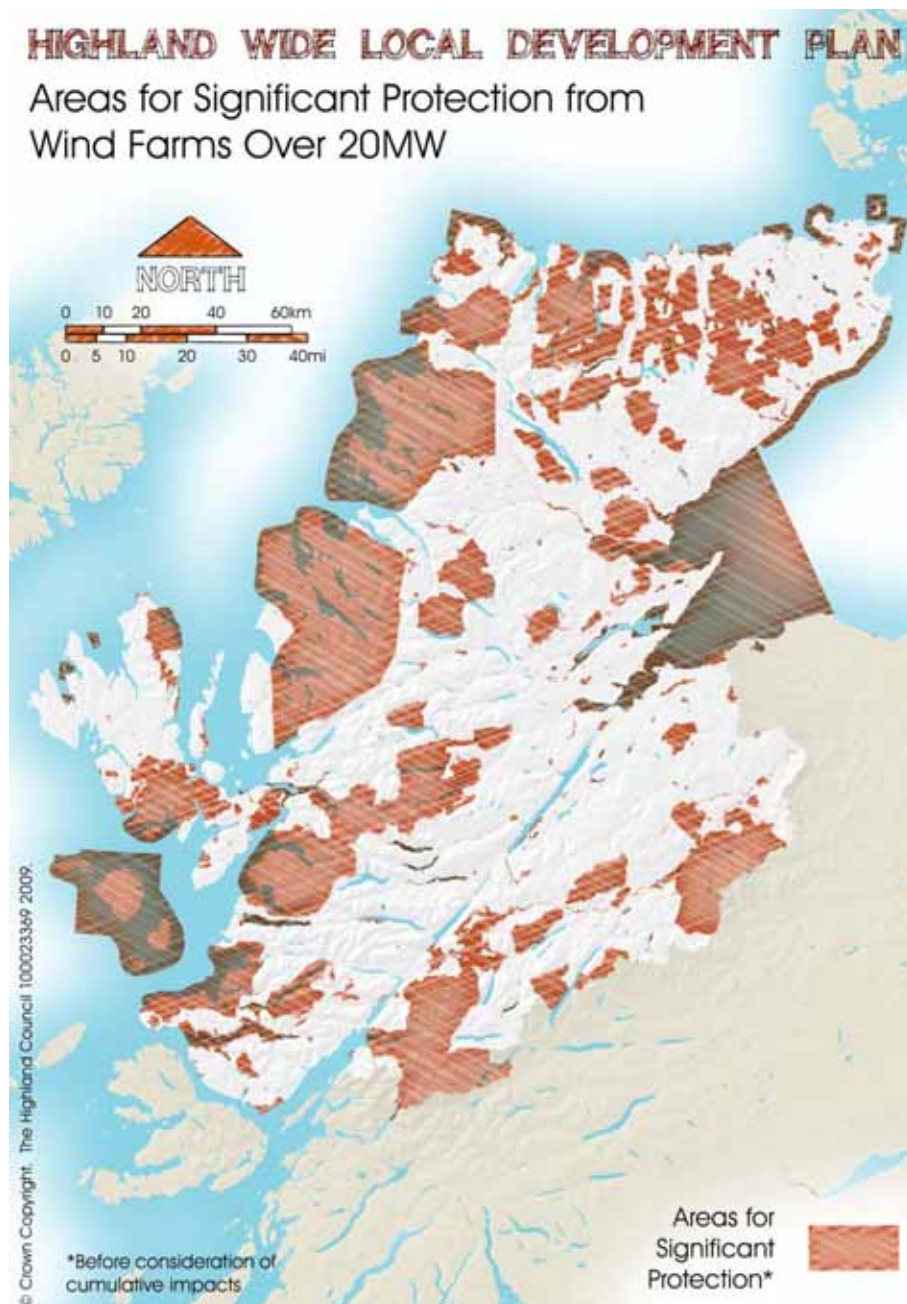 HIGHLAND WIDE LOCAL DEVELOPMENT PLAN
Areas for Significant Protection from
Wind Farms Over 20MW
NORTH
0 10 20 40 60km
0 5 10 20 30 40mi
© Crown Copyright. The Highland Council 100023369 2009.
*Before consideration of
cumulative impacts
Areas for
Significant
Protection*